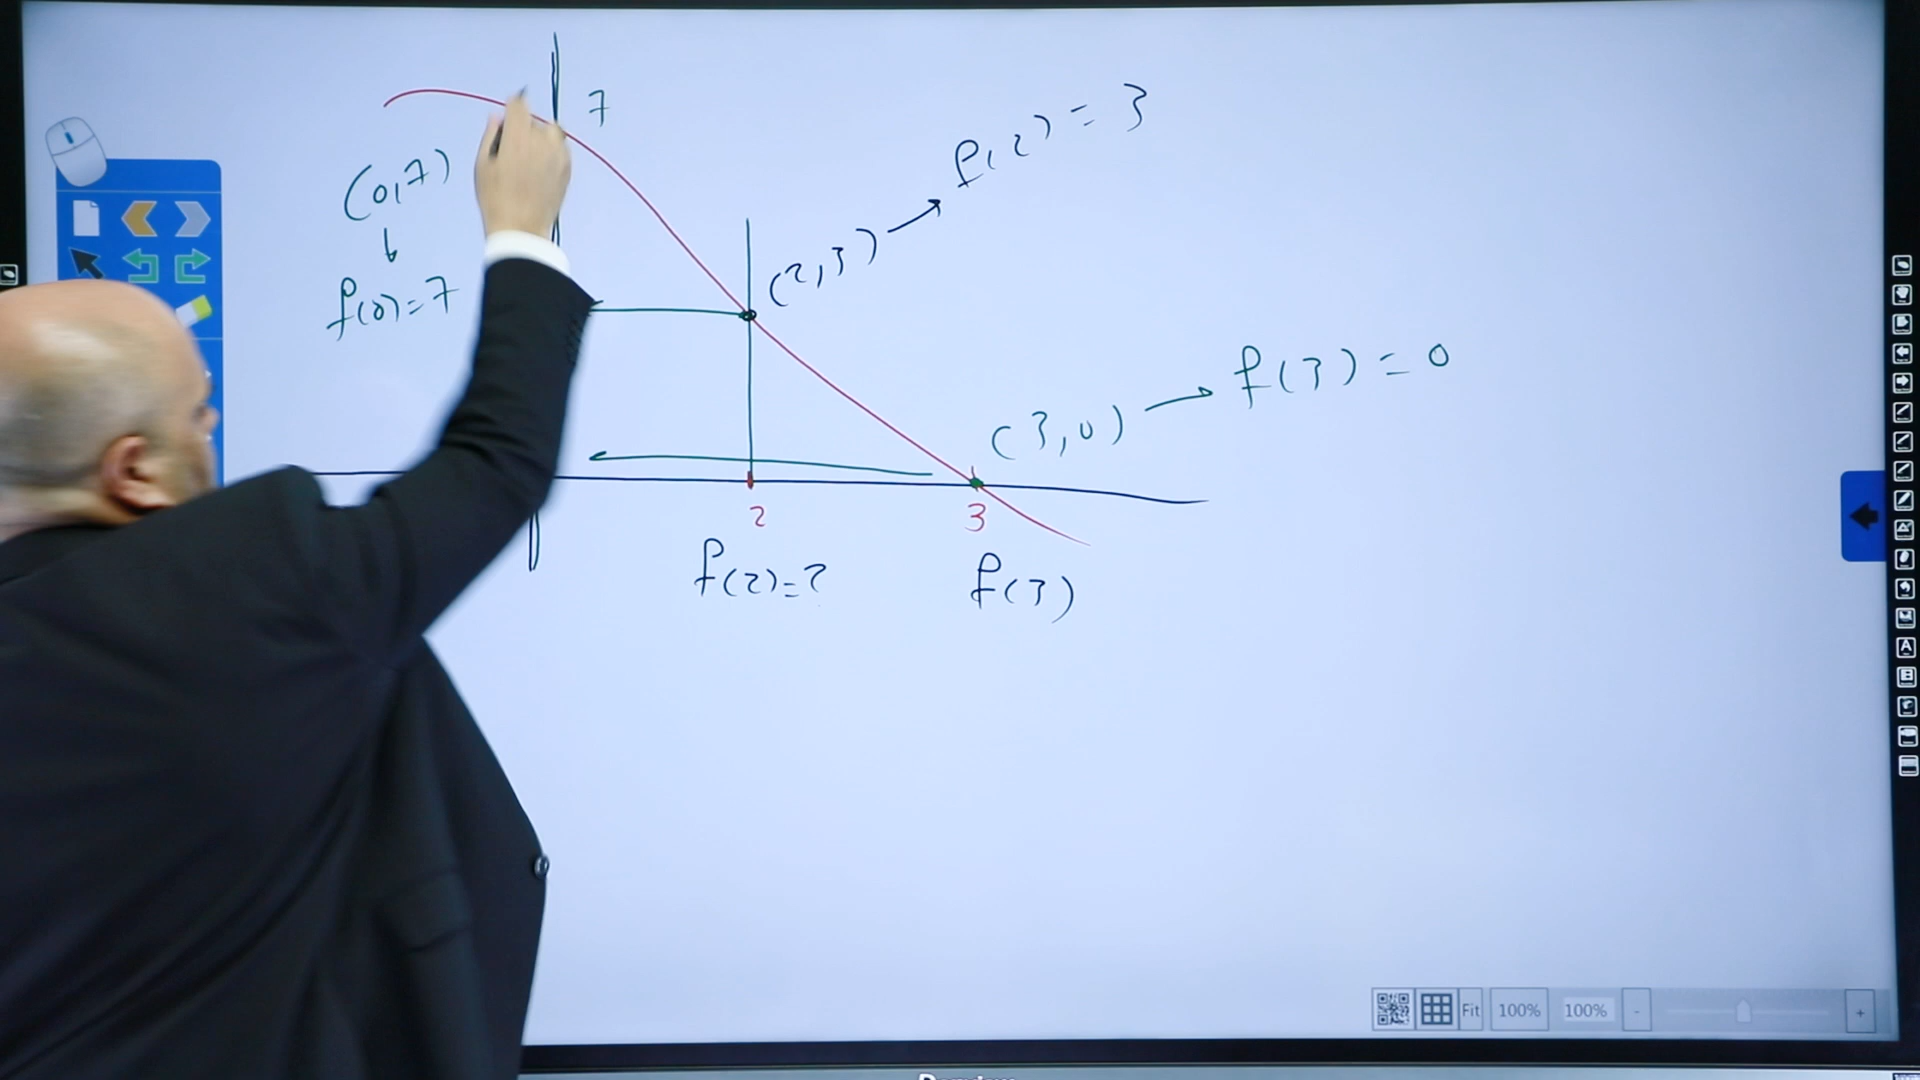 7
(0,7)
f(0)=7
(2,3) → f(2) = 3
(3,0) → f(3) = 0
2
3
f(2)=?
f(3)
Fit
100%
100%
-
+
A
B